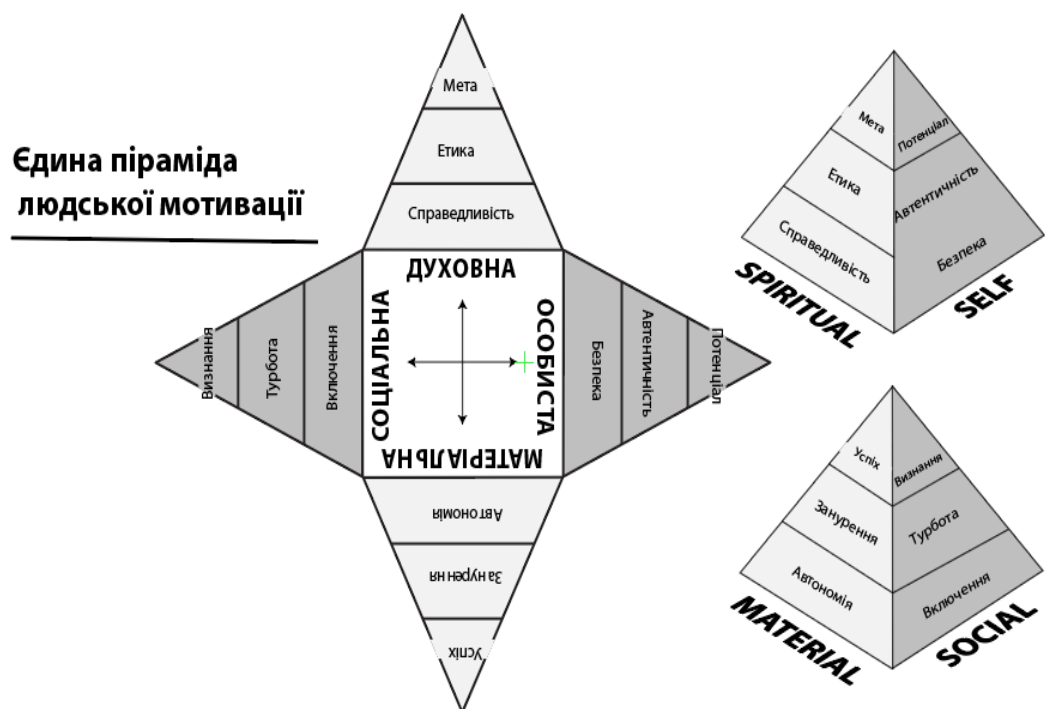 Єдина піраміда
людської мотивації
Мета
Етика
Справедливість
ДУХОВНА
СОЦІАЛЬНА
ОСОБИСТА
МАТЕРІАЛЬНА
Визнання
Турбота
Включення
Безпека
Автентичність
Потенціал
Автономія
Занурення
Успіх
Мета
Потенціал
Етика
Автентичність
Справедливість
Безпека
SPIRITUAL
SELF
Успіх
Визнання
Занурення
Турбота
Автономія
Включення
MATERIAL
SOCIAL